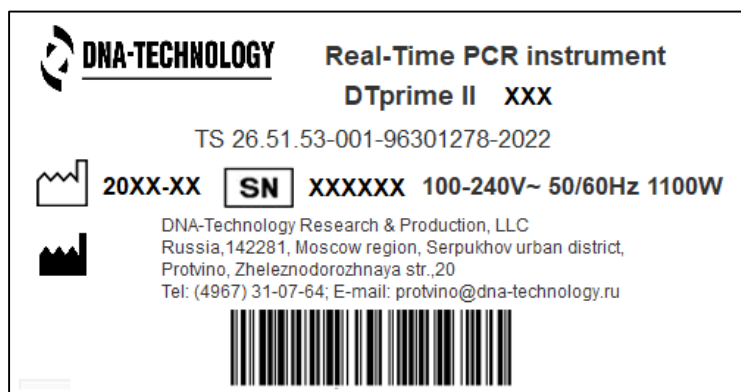 DNA-TECHNOLOGY
Real-Time PCR instrument
DTprime II XXX
TS 26.51.53-001-96301278-2022
20XX-XX SN XXXXXX 100-240V~ 50/60Hz 1100W
DNA-Technology Research & Production, LLC
Russia,142281, Moscow region, Serpukhov urban district,
Protvino, Zheleznodorozhnaya str.,20
Tel: (4967) 31-07-64; E-mail: protvino@dna-technology.ru